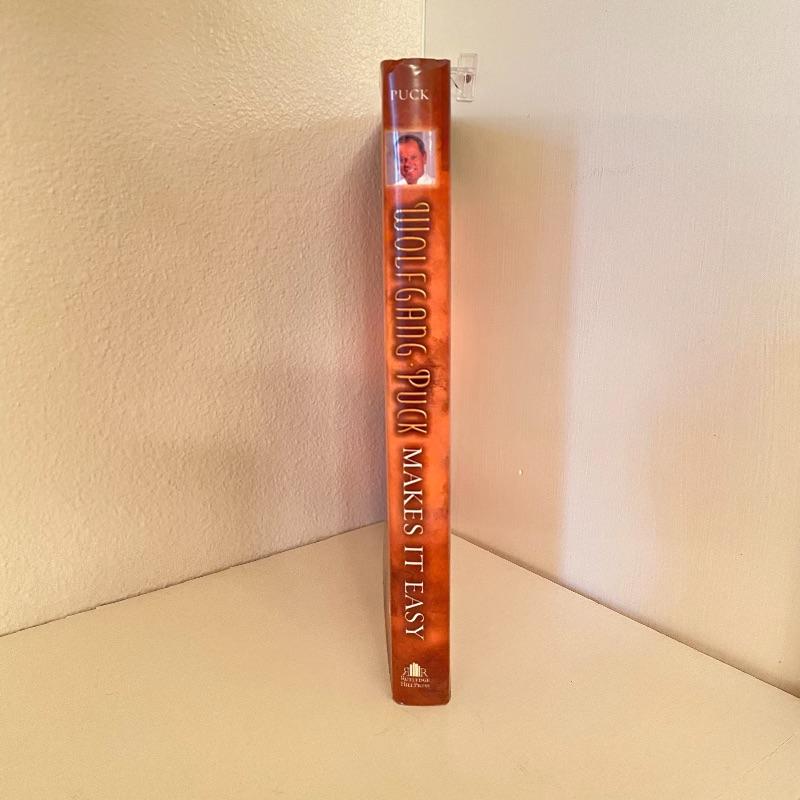 PUCK
WOLFGANG PUCK MAKES IT EASY
RUTLEDGE
HILL PRESS